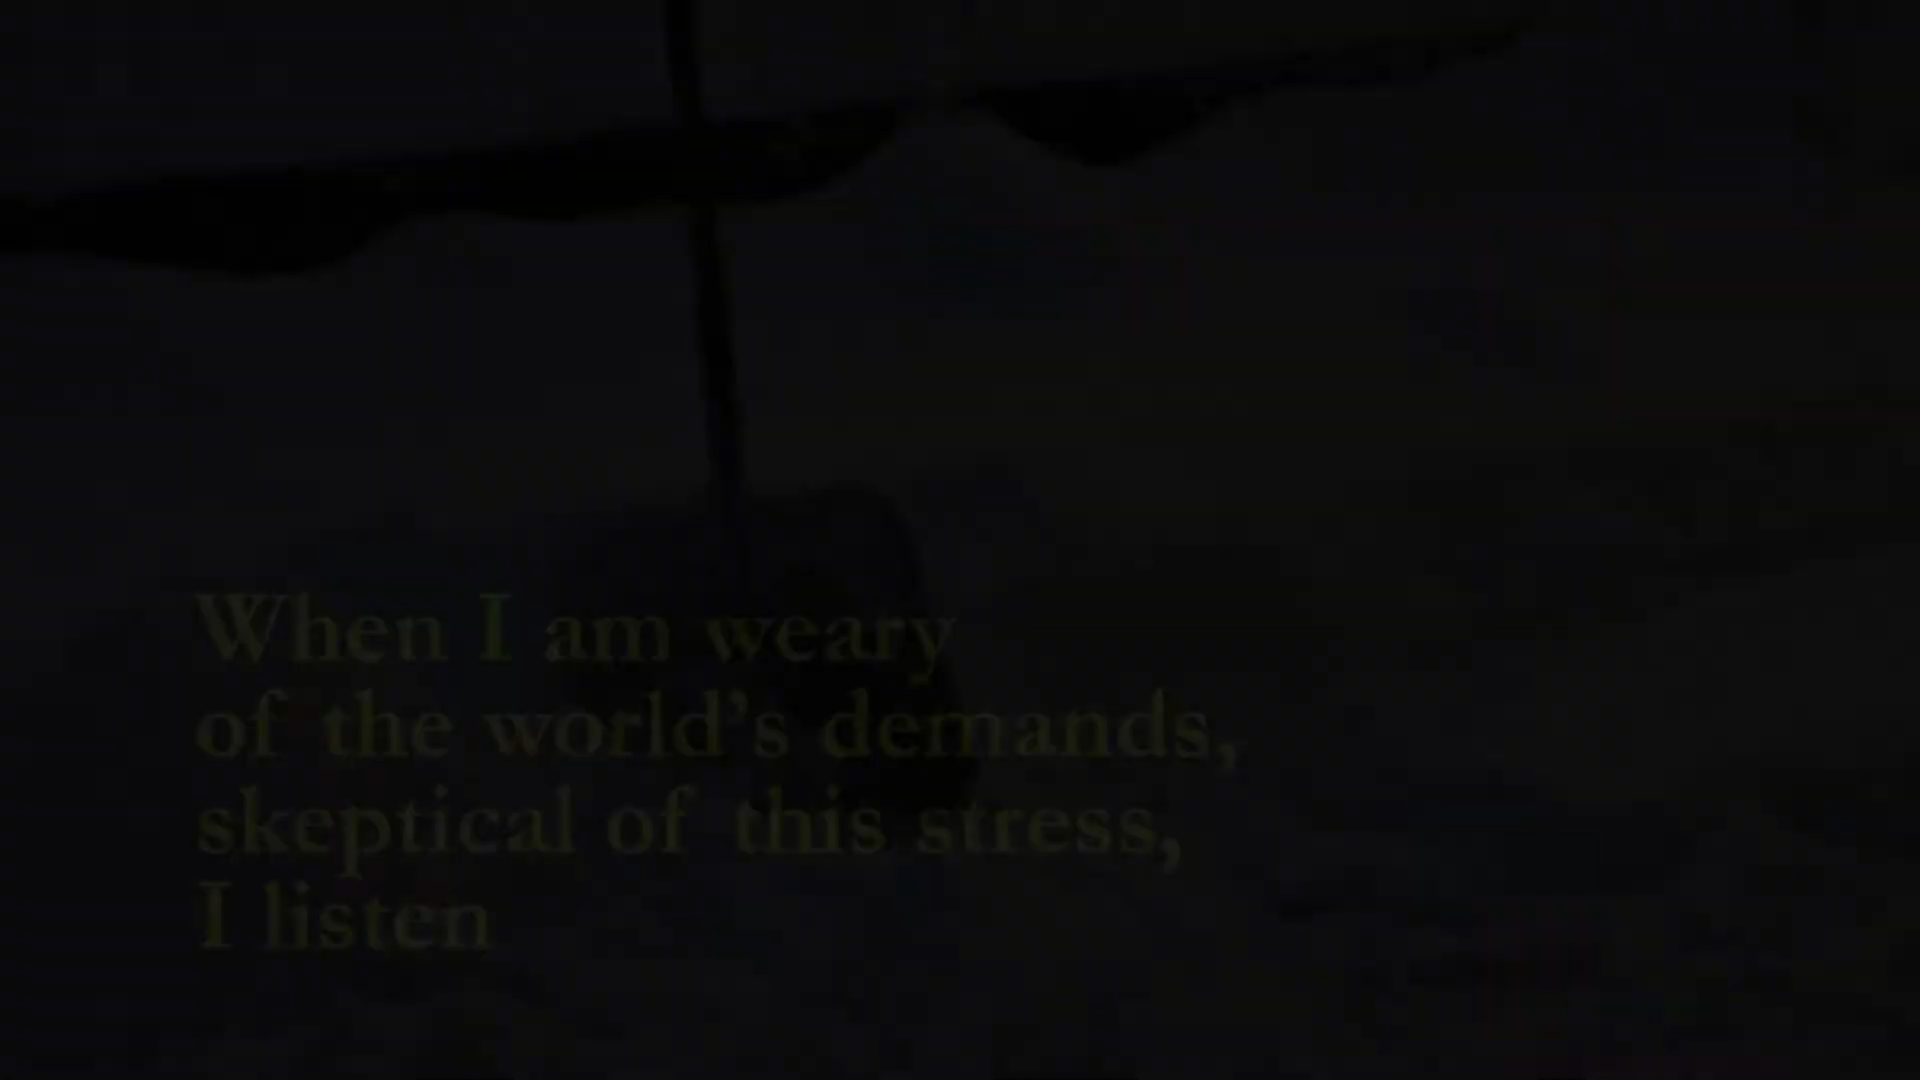 When I am weary
of the world's demands,
skeptical of this stress,
I listen